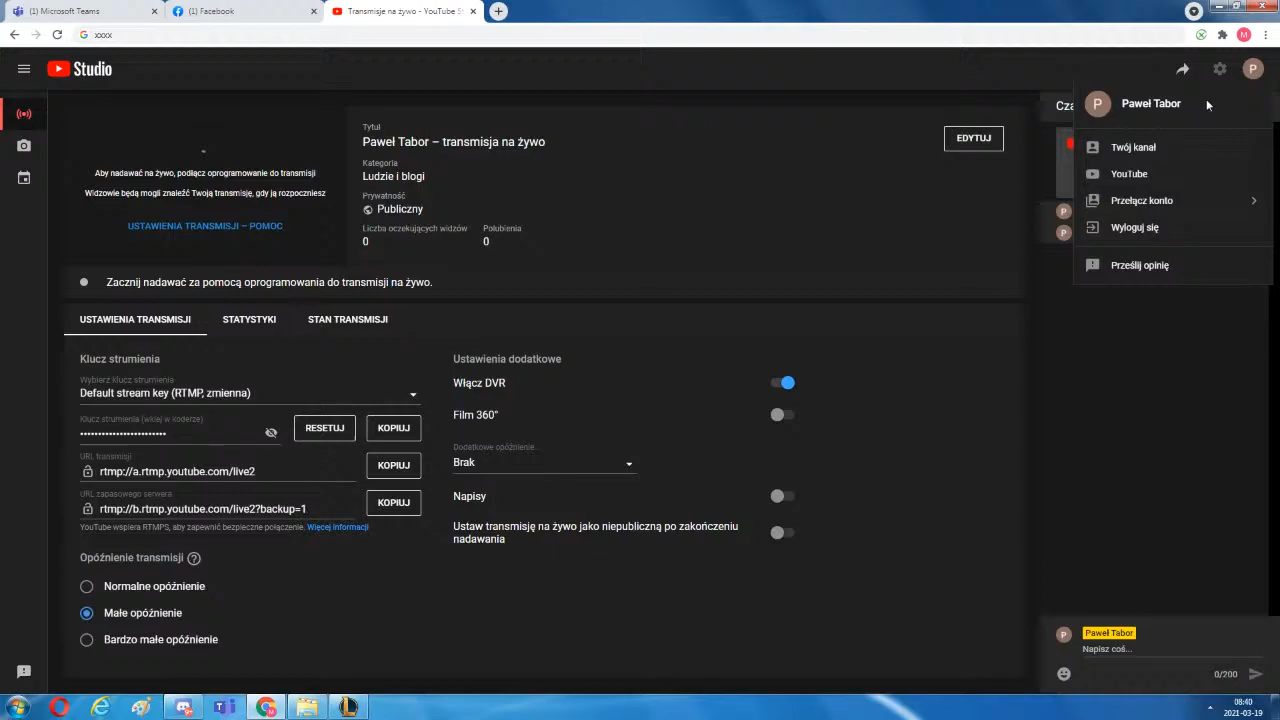 Microsoft Teams
Facebook
Transmisje na żywo - YouTube S
xxxx
M
Studio
P
P Paweł Tabor
Cza
Twój kanał
YouTube
Przełącz konto
Wyloguj się
Prześlij opinię
P
P
Aby nadawać na żywo, podłącz oprogramowanie do transmisji
Widzowie będą mogli znaleźć Twoją transmisję, gdy ją rozpoczniesz
USTAWIENIA TRANSMISJI – POMOC
Tytuł
Paweł Tabor – transmisja na żywo
EDYTUJ
Kategoria
Ludzie i blogi
Prywatność
Publiczny
Liczba oczekujących widzów Polubienia
0 0
Zacznij nadawać za pomocą oprogramowania do transmisji na żywo.
USTAWIENIA TRANSMISJI STATYSTYKI STAN TRANSMISJI
Klucz strumienia
Wybierz klucz strumienia
Default stream key (RTMP, zmienna)
Klucz strumienia (wklej w koderze)
•••••••••••••••••••••••• RESETUJ KOPIUJ
URL transmisji
rtmp://a.rtmp.youtube.com/live2 KOPIUJ
URL zapasowego serwera
rtmp://b.rtmp.youtube.com/live2?backup=1 KOPIUJ
YouTube wspiera RTMPS, aby zapewnić bezpieczne połączenie. Więcej informacji
Opóźnienie transmisji
Normalne opóźnienie
Małe opóźnienie
Bardzo małe opóźnienie
Ustawienia dodatkowe
Włącz DVR
Film 360°
Dodatkowe opóźnienie...
Brak
Napisy
Ustaw transmisję na żywo jako niepubliczną po zakończeniu
nadawania
P Paweł Tabor
Napisz coś...
0/200
08:40
2021-03-19